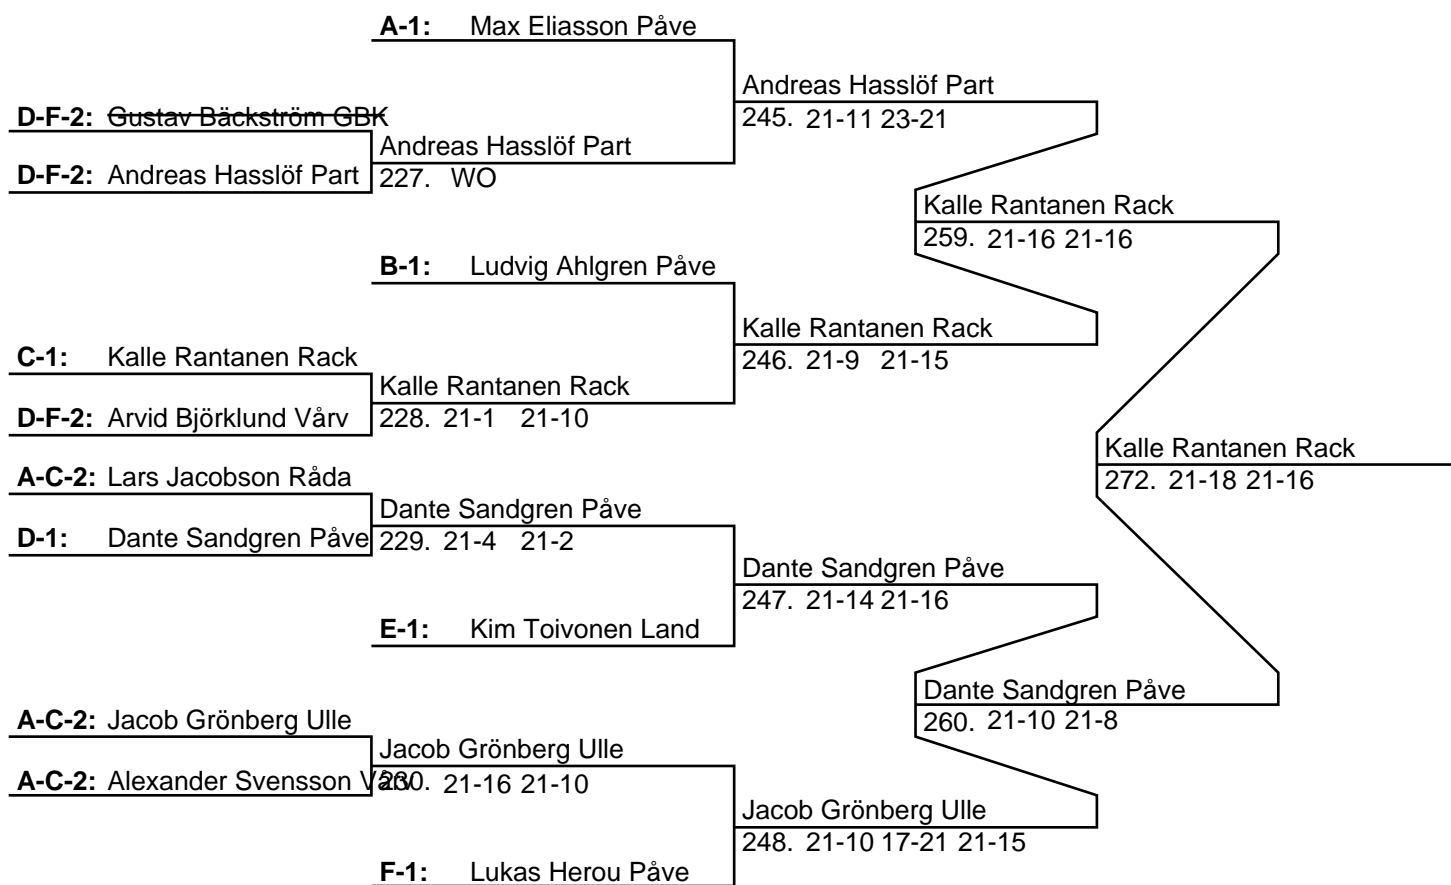 A-1: Max Eliasson Påve
Andreas Hasslöf Part
245. 21-11 23-21
D-F-2: Gustav Bäckström GBK
Andreas Hasslöf Part
D-F-2: Andreas Hasslöf Part
227. WO
Kalle Rantanen Rack
259. 21-16 21-16
B-1: Ludvig Ahlgren Påve
Kalle Rantanen Rack
246. 21-9 21-15
C-1: Kalle Rantanen Rack
Kalle Rantanen Rack
D-F-2: Arvid Björklund Vårv
228. 21-1 21-10
Kalle Rantanen Rack
272. 21-18 21-16
A-C-2: Lars Jacobson Råda
Dante Sandgren Påve
D-1: Dante Sandgren Påve
229. 21-4 21-2
Dante Sandgren Påve
247. 21-14 21-16
E-1: Kim Toivonen Land
Dante Sandgren Påve
260. 21-10 21-8
A-C-2: Jacob Grönberg Ulle
Jacob Grönberg Ulle
A-C-2: Alexander Svensson Vårv
230. 21-16 21-10
Jacob Grönberg Ulle
248. 21-10 17-21 21-15
F-1: Lukas Herou Påve